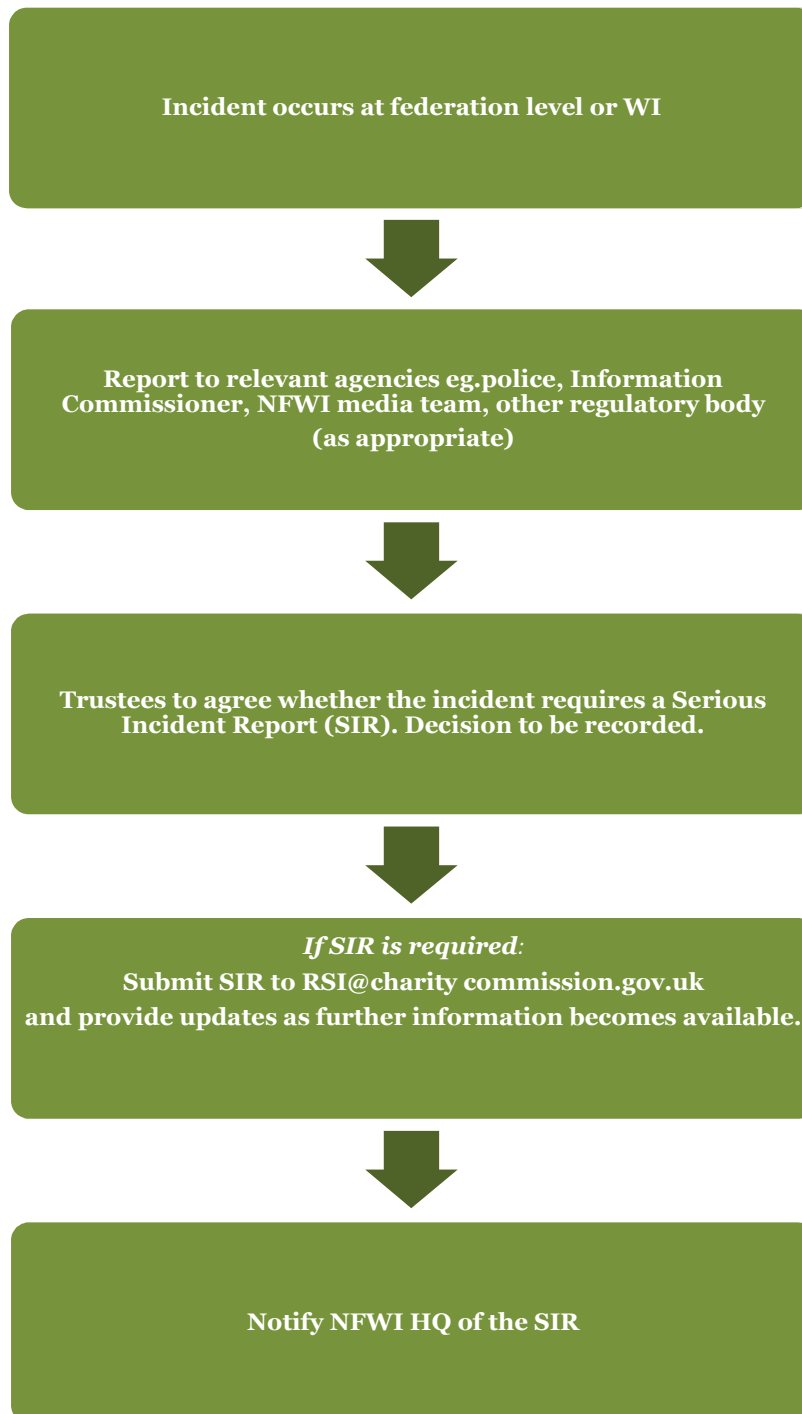 Incident occurs at federation level or WI
Report to relevant agencies eg.police, Information
Commissioner, NFWI media team, other regulatory body
(as appropriate)
Trustees to agree whether the incident requires a Serious
Incident Report (SIR). Decision to be recorded.
If SIR is required:
Submit SIR to RSI@charity commission.gov.uk
and provide updates as further information becomes available.
Notify NFWI HQ of the SIR